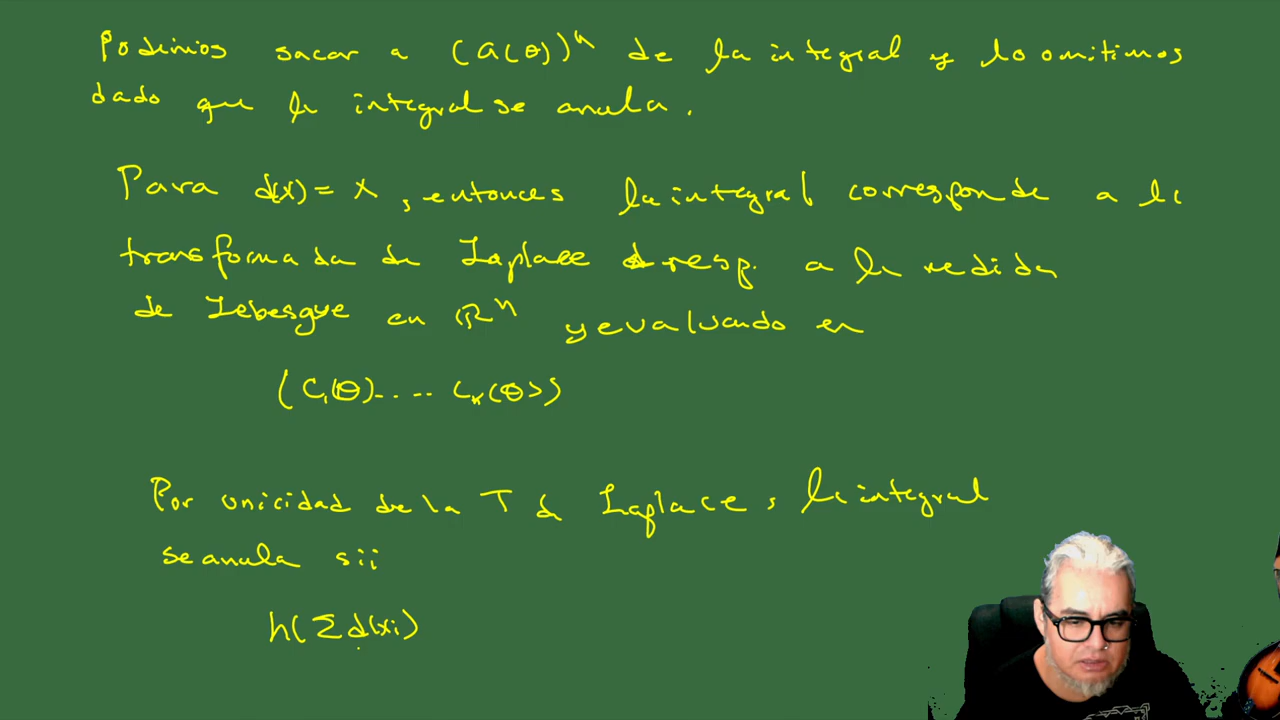 Podemos sacar a (a(θ))^n de la integral y lo omitimos
dado que la integral se anula.
Para d(x) = x, entonces la integral corresponde a la
transformada de Laplace resp. a la medida
de Lebesgue en ℝ^n y evaluando en
(C₁(θ)..... Cₖ(θ))
Por unicidad de la T de Laplace, la integral
se anula sii
h(Σd(xᵢ)